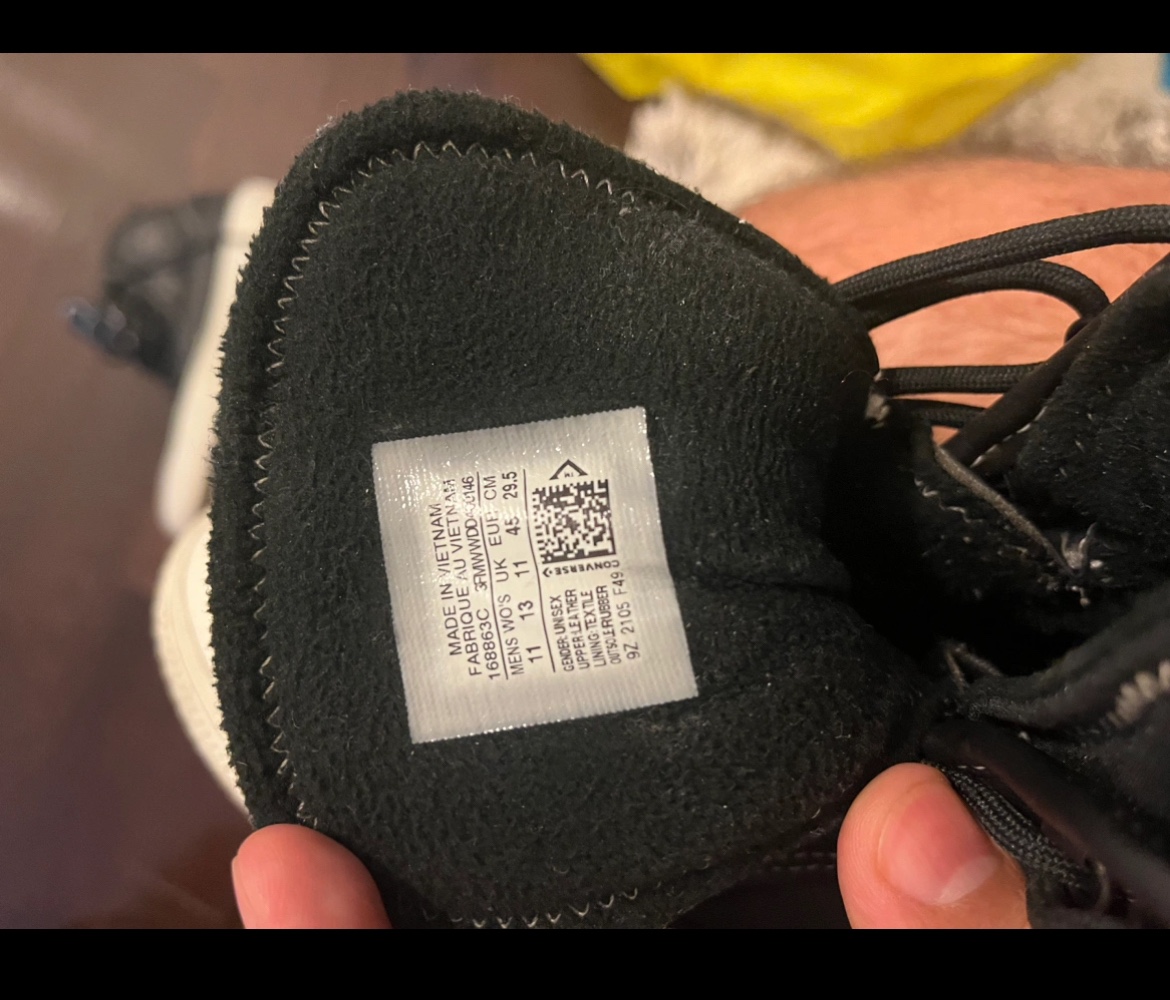 MADE IN VIETNAM
FABRIQUE AU VIETNAM
168863C
MENS WO'S UK EUR CM
11 13 11 45 29.5
GENDER:UNISEX
UPPER:LEATHER
LINING:TEXTILE
OUTSOLE:RUBBER
9Z 2105 F49
CONVERSE
CONVERSE